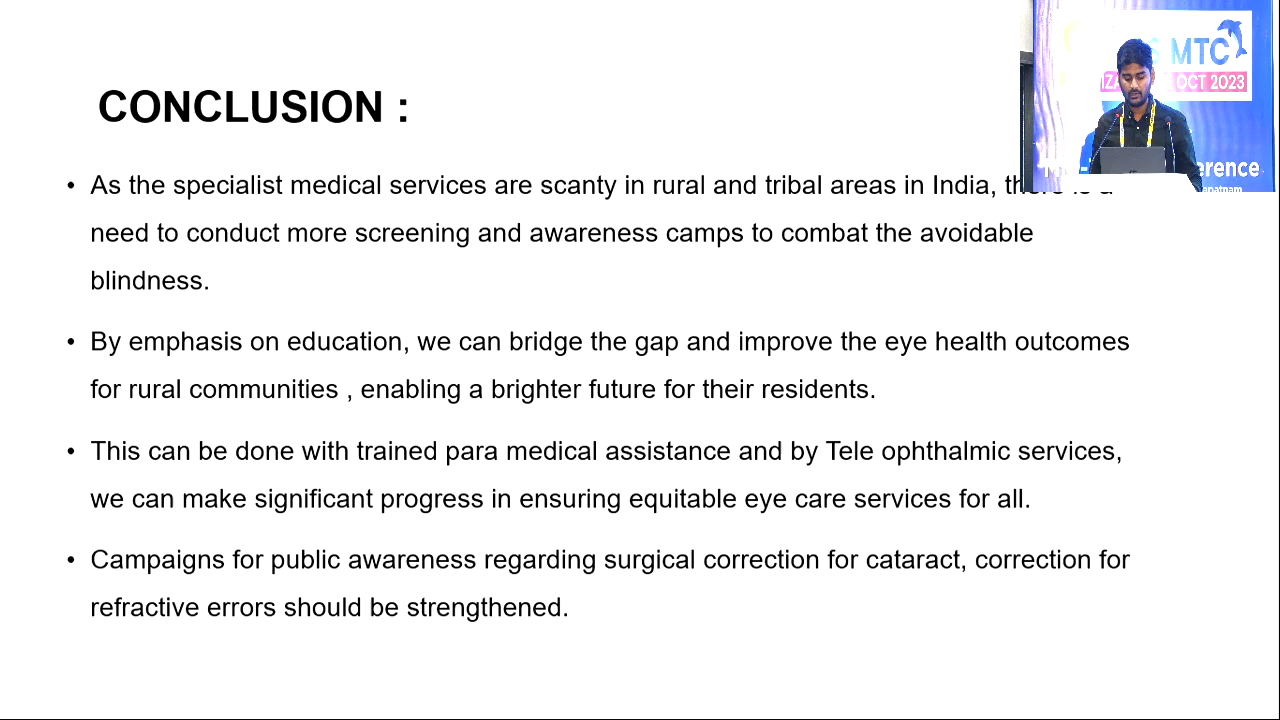 CONCLUSION :
• As the specialist medical services are scanty in rural and tribal areas in India, there is a
need to conduct more screening and awareness camps to combat the avoidable
blindness.
• By emphasis on education, we can bridge the gap and improve the eye health outcomes
for rural communities , enabling a brighter future for their residents.
• This can be done with trained para medical assistance and by Tele ophthalmic services,
we can make significant progress in ensuring equitable eye care services for all.
• Campaigns for public awareness regarding surgical correction for cataract, correction for
refractive errors should be strengthened.
MTC
OCT 2023